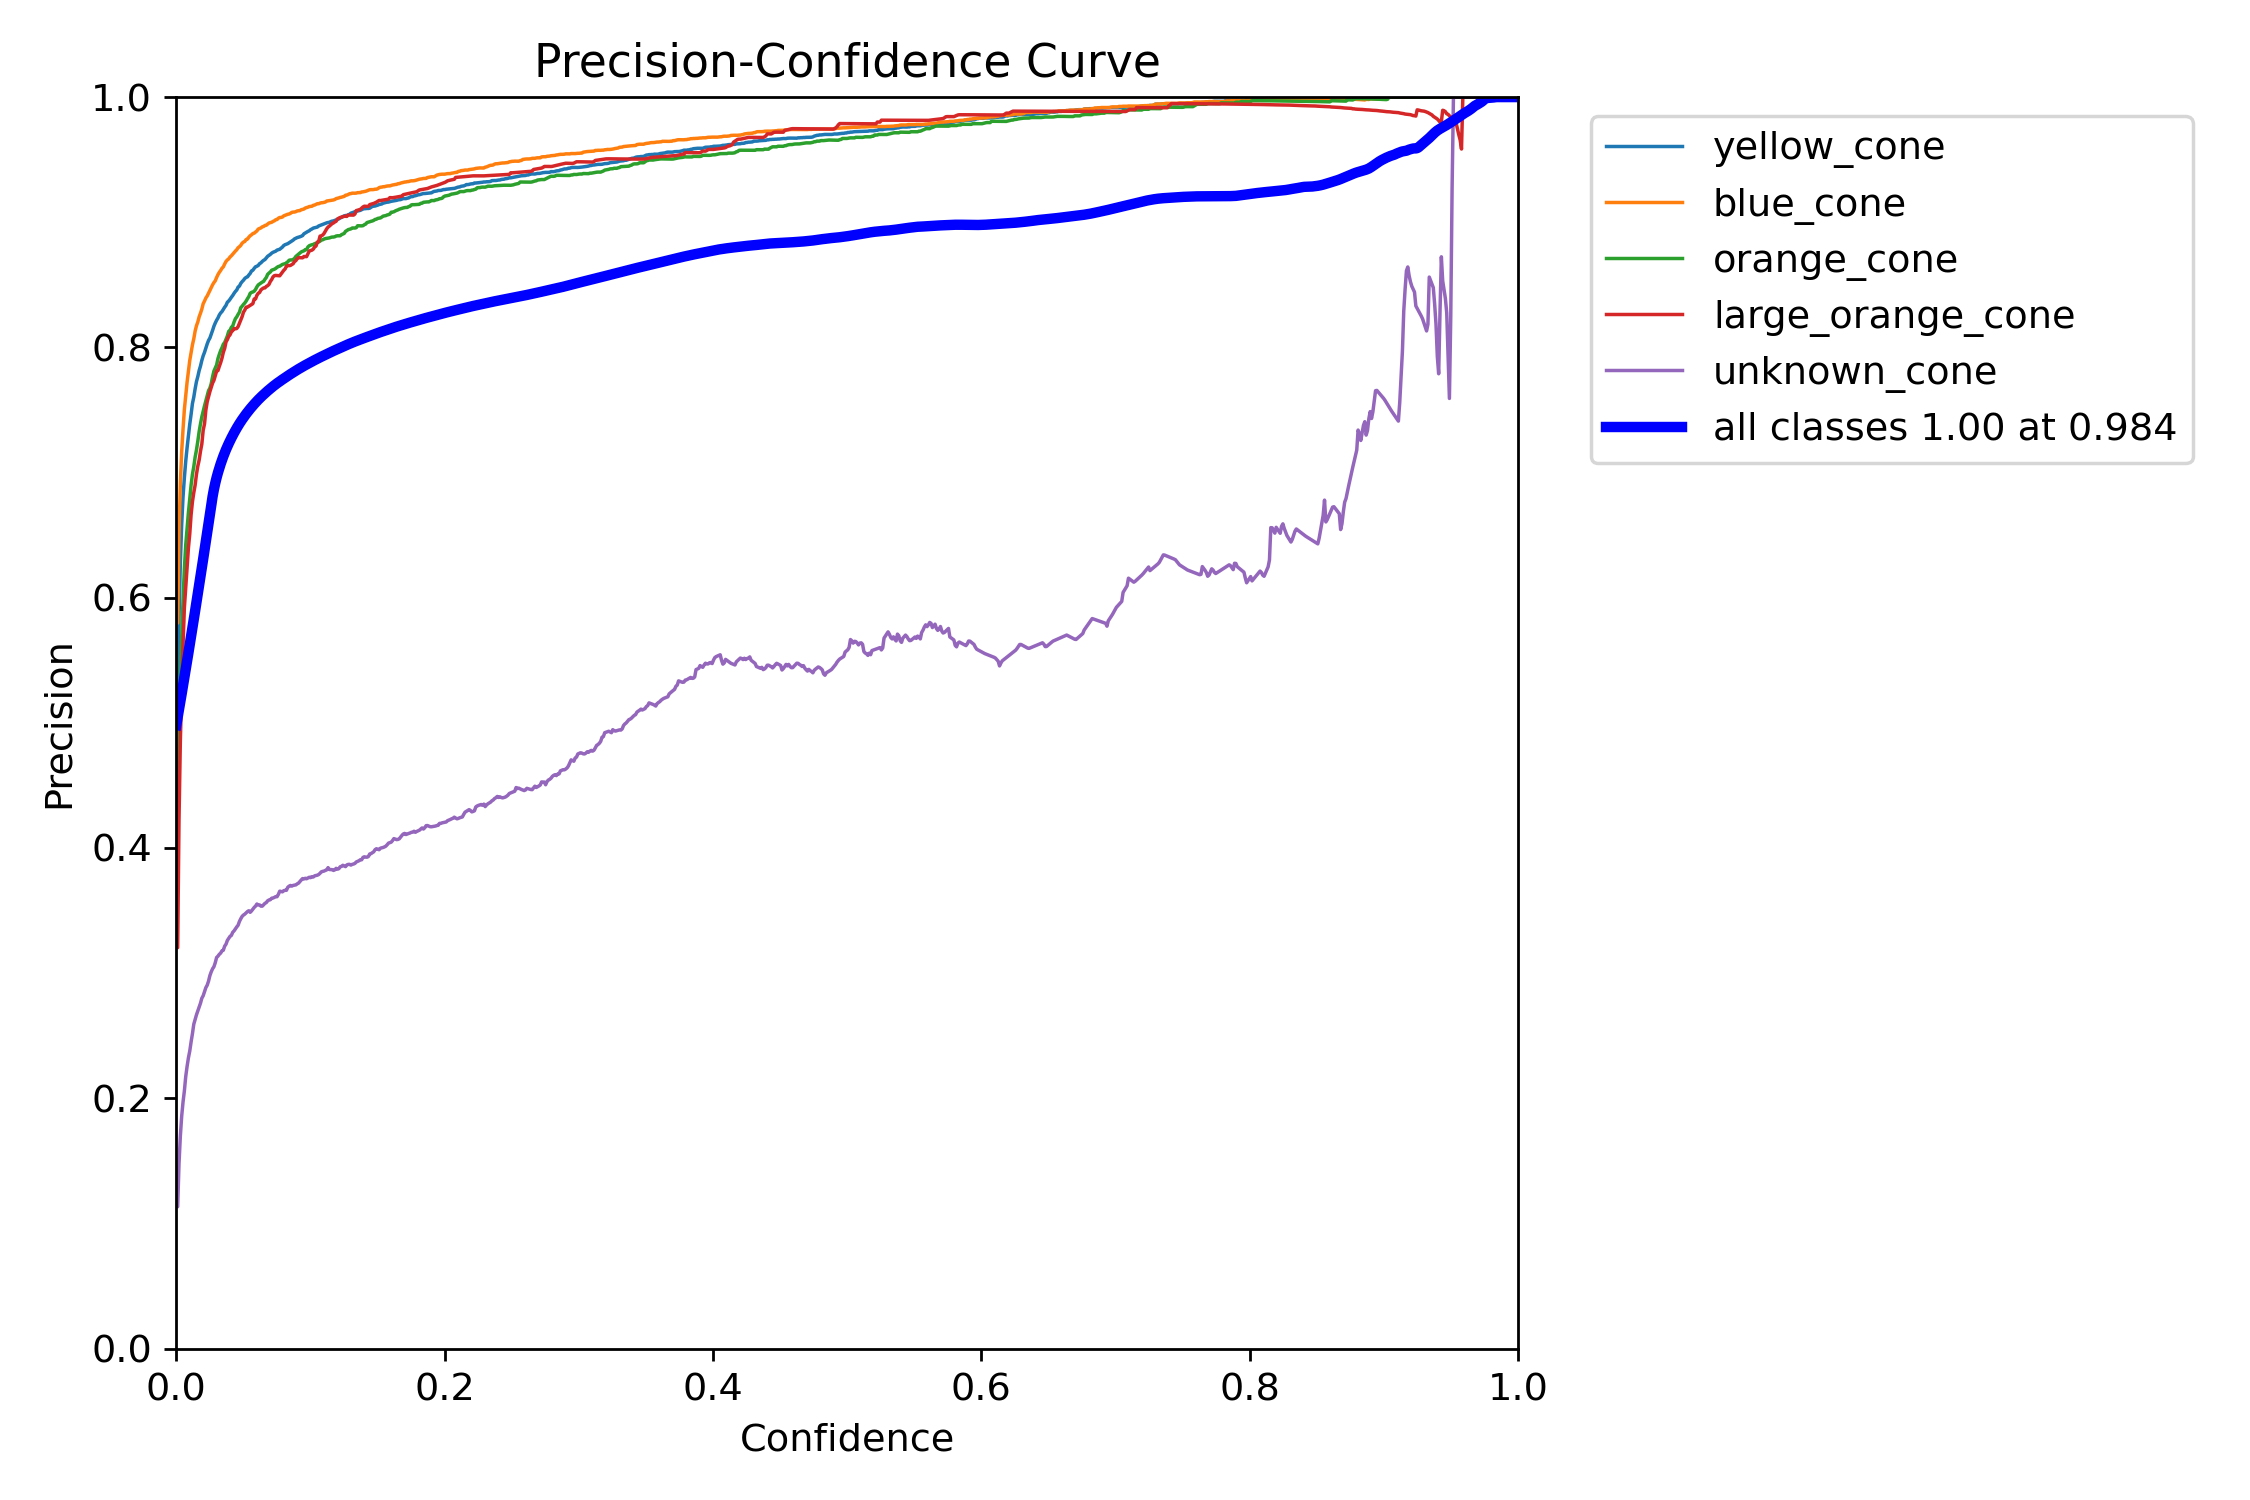 Precision-Confidence Curve
1.0
0.8
0.6
0.4
0.2
0.0
Precision
0.0 0.2 0.4 0.6 0.8 1.0
Confidence
yellow_cone
blue_cone
orange_cone
large_orange_cone
unknown_cone
all classes 1.00 at 0.984